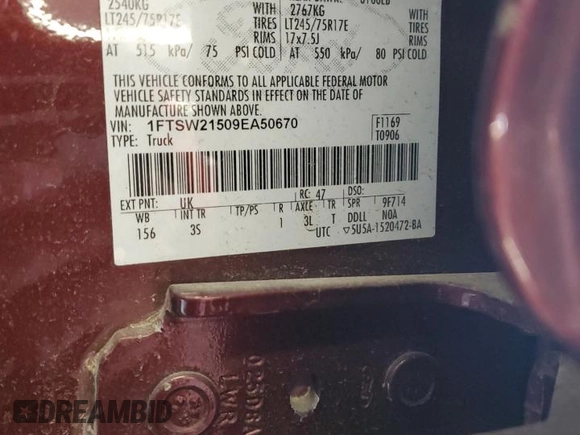 2540KG WITH 2767KG WITH
LT245/75R17E TIRES LT245/75R17E TIRES
RIMS 17x7.5J RIMS
AT 515 kPa/ 75 PSI COLD AT 550 kPa/ 80 PSI COLD
THIS VEHICLE CONFORMS TO ALL APPLICABLE FEDERAL MOTOR
VEHICLE SAFETY STANDARDS IN EFFECT ON THE DATE OF
MANUFACTURE SHOWN ABOVE.
VIN: 1FTSW21509EA50670 F1169
TYPE: Truck T0906
EXT PNT: UK RC: 47 DSO:
WB INT TR TP/PS R AXLE TR SPR 9F714
156 3S 1 3L T DDLL N0A
UTC ▽5U5A-1520472-BA
LWR
DREAMBID